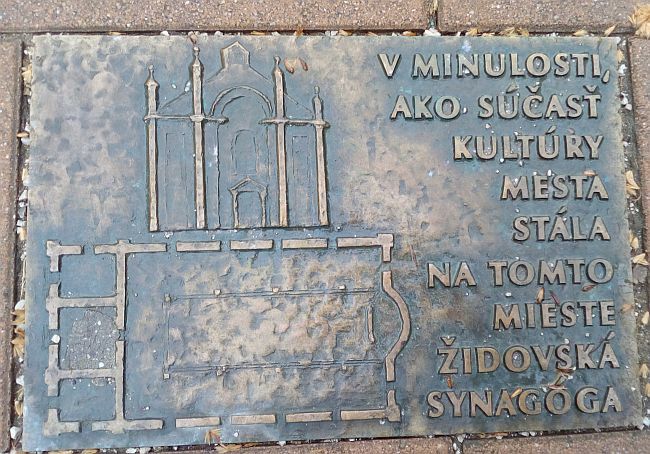 V MINULOSTI,
AKO SÚČASŤ
KULTÚRY
MESTA
STÁLA
NA TOMTO
MIESTE
ŽIDOVSKÁ
SYNAGÓGA